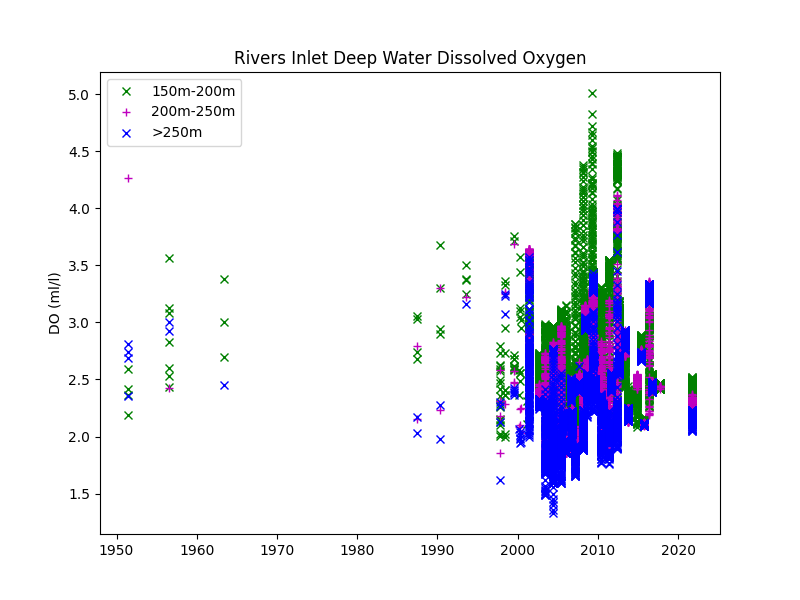 Rivers Inlet Deep Water Dissolved Oxygen
150m-200m
200m-250m
>250m
DO (ml/l)
5.0
4.5
4.0
3.5
3.0
2.5
2.0
1.5
1950 1960 1970 1980 1990 2000 2010 2020